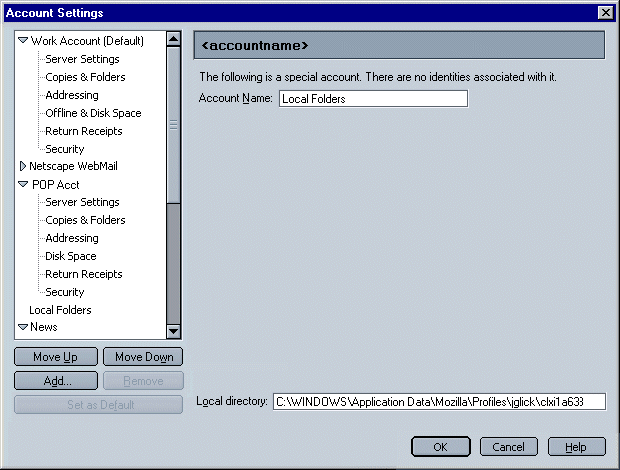 Account Settings
Work Account (Default)
Server Settings
Copies & Folders
Addressing
Offline & Disk Space
Return Receipts
Security
Netscape WebMail
POP Acct
Server Settings
Copies & Folders
Addressing
Disk Space
Return Receipts
Security
Local Folders
News
Move Up
Move Down
Add...
Remove
Set as Default
<accountname>
The following is a special account. There are no identities associated with it.
Account Name: Local Folders
Local directory: C:\WINDOWS\Application Data\Mozilla\Profiles\jglick\clxi1a633
OK
Cancel
Help